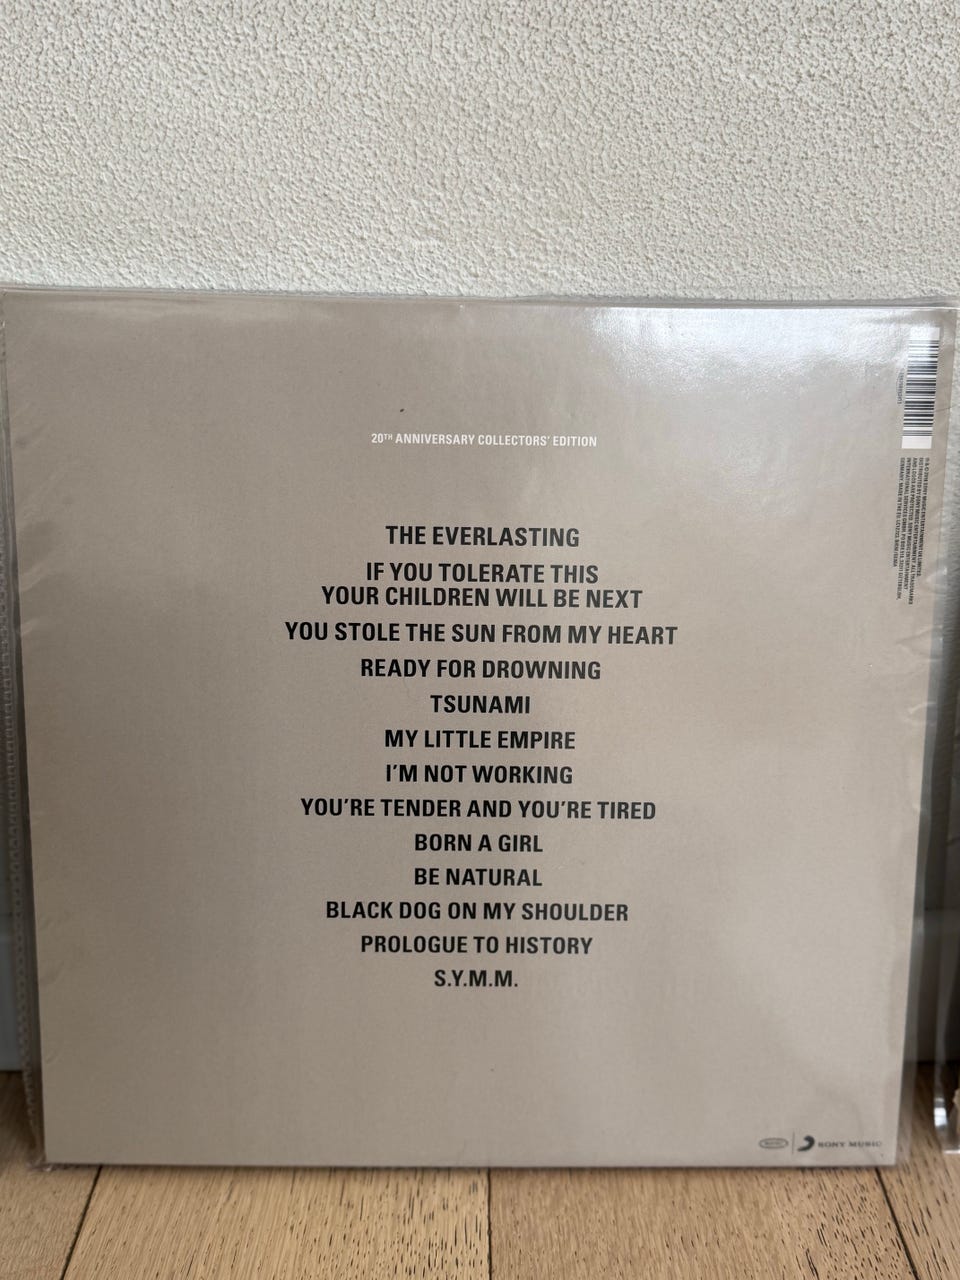 20TH ANNIVERSARY COLLECTORS' EDITION
THE EVERLASTING
IF YOU TOLERATE THIS
YOUR CHILDREN WILL BE NEXT
YOU STOLE THE SUN FROM MY HEART
READY FOR DROWNING
TSUNAMI
MY LITTLE EMPIRE
I'M NOT WORKING
YOU'RE TENDER AND YOU'RE TIRED
BORN A GIRL
BE NATURAL
BLACK DOG ON MY SHOULDER
PROLOGUE TO HISTORY
S.Y.M.M.
SONY MUSIC